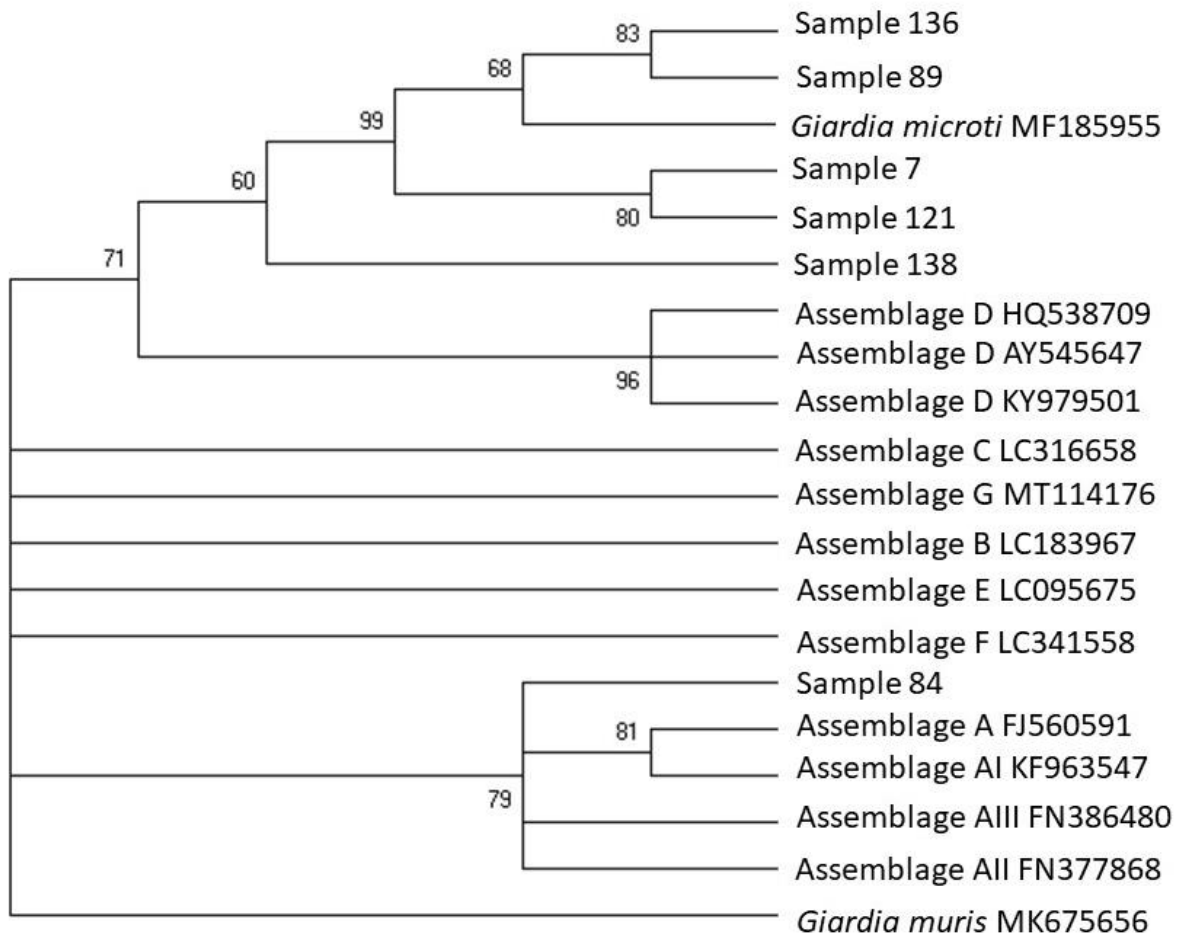 83
Sample 136
68
Sample 89
99
Giardia microti MF185955
60
Sample 7
80
Sample 121
71
Sample 138
Assemblage D HQ538709
Assemblage D AY545647
96
Assemblage D KY979501
Assemblage C LC316658
Assemblage G MT114176
Assemblage B LC183967
Assemblage E LC095675
Assemblage F LC341558
Sample 84
81
Assemblage A FJ560591
Assemblage AI KF963547
79
Assemblage AIII FN386480
Assemblage AII FN377868
Giardia muris MK675656